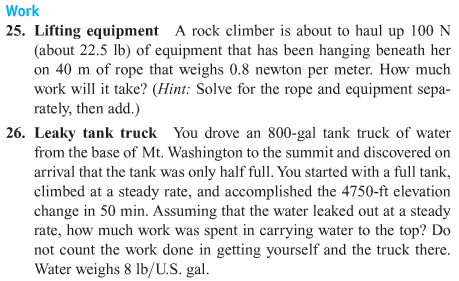 Work
25. Lifting equipment A rock climber is about to haul up 100 N
(about 22.5 lb) of equipment that has been hanging beneath her
on 40 m of rope that weighs 0.8 newton per meter. How much
work will it take? (Hint: Solve for the rope and equipment sepa-
rately, then add.)
26. Leaky tank truck You drove an 800-gal tank truck of water
from the base of Mt. Washington to the summit and discovered on
arrival that the tank was only half full. You started with a full tank,
climbed at a steady rate, and accomplished the 4750-ft elevation
change in 50 min. Assuming that the water leaked out at a steady
rate, how much work was spent in carrying water to the top? Do
not count the work done in getting yourself and the truck there.
Water weighs 8 lb/U.S. gal.